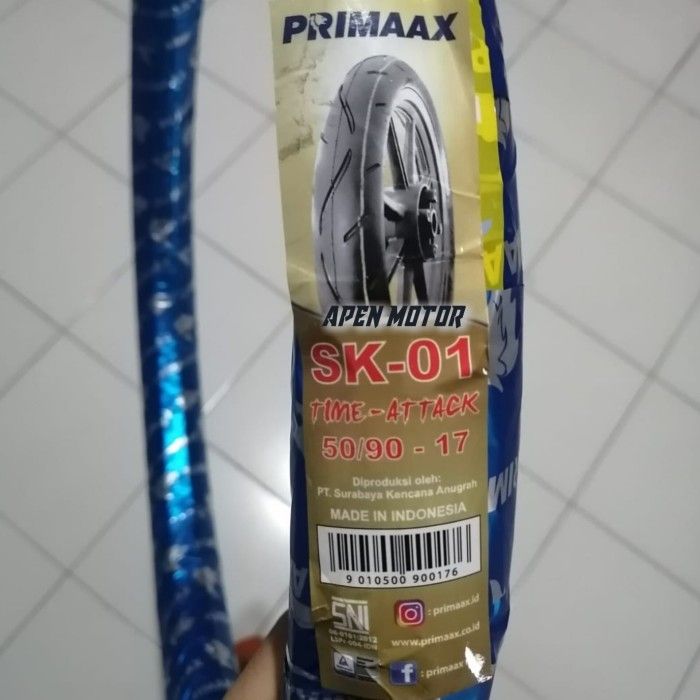 PRIMAAX
APEN MOTOR
SK-01
TIME-ATTACK
50/90 - 17
Diproduksi oleh:
PT. Surabaya Kencana Anugrah
MADE IN INDONESIA
9 010500 900176
SNI
: primaax.id
www.primaax.co.id
: primaax